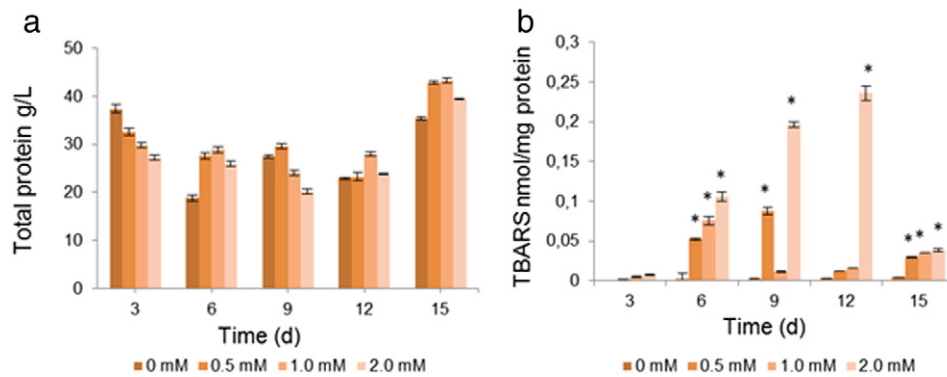 a
Total protein g/L
50
40
30
20
10
0
3 6 9 12 15
Time (d)
0 mM 0.5 mM 1.0 mM 2.0 mM
b
TBARS nmol/mg protein
0,3
0,25
0,2
0,15
0,1
0,05
0
* * * * * * * * *
3 6 9 12 15
Time (d)
0 mM 0.5 mM 1.0 mM 2.0 mM